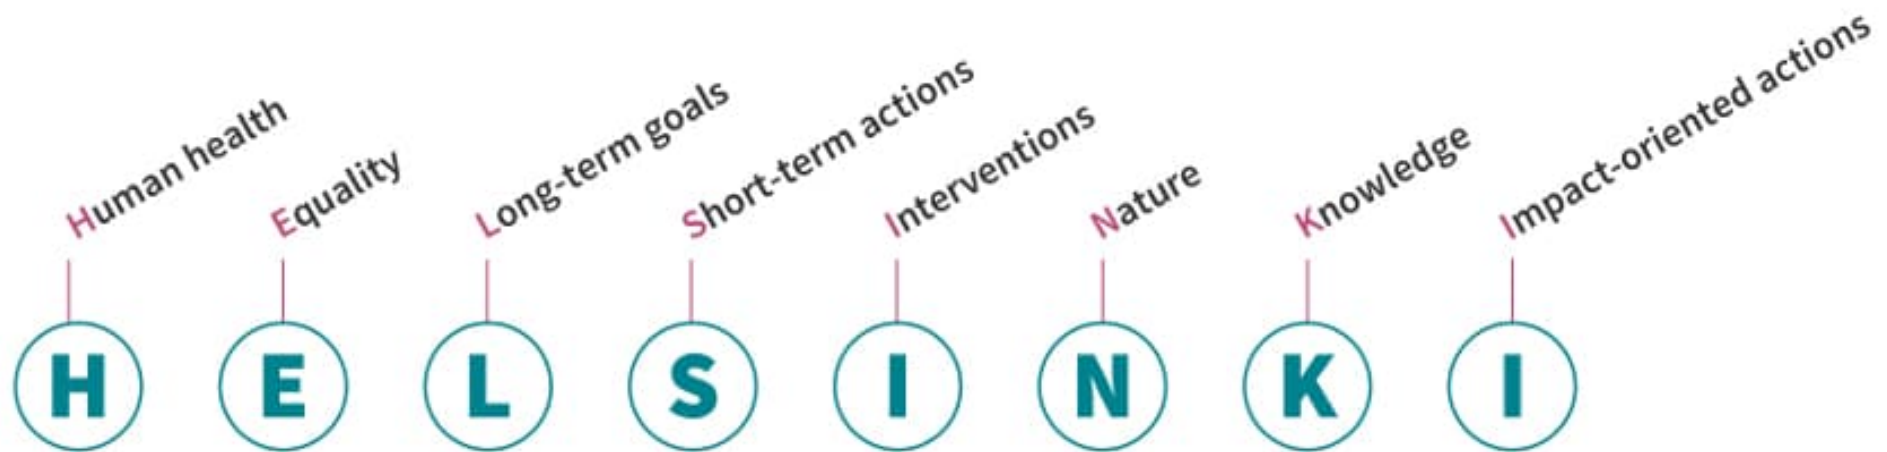 Human health
Equality
Long-term goals
Short-term actions
Interventions
Nature
Knowledge
Impact-oriented actions
H E L S I N K I